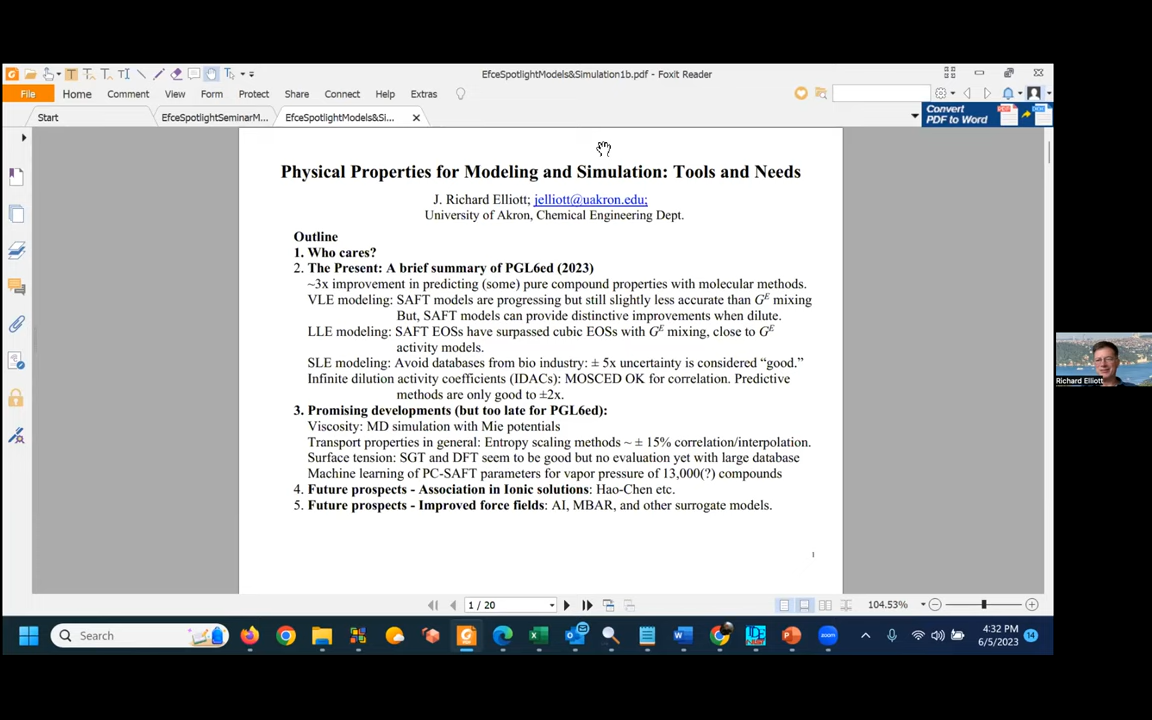 EfceSpotlightModels&Simulation1b.pdf - Foxit Reader
File Home Comment View Form Protect Share Connect Help Extras
Convert
PDF to Word
Start EfceSpotlightSeminarM... EfceSpotlightModels&Si...
Physical Properties for Modeling and Simulation: Tools and Needs
J. Richard Elliott; jelliott@uakron.edu;
University of Akron, Chemical Engineering Dept.
Outline
1. Who cares?
2. The Present: A brief summary of PGL6ed (2023)
~3x improvement in predicting (some) pure compound properties with molecular methods.
VLE modeling: SAFT models are progressing but still slightly less accurate than G^E mixing
But, SAFT models can provide distinctive improvements when dilute.
LLE modeling: SAFT EOSs have surpassed cubic EOSs with G^E mixing, close to G^E
activity models.
SLE modeling: Avoid databases from bio industry: ± 5x uncertainty is considered “good.”
Infinite dilution activity coefficients (IDACs): MOSCED OK for correlation. Predictive
methods are only good to ±2x.
3. Promising developments (but too late for PGL6ed):
Viscosity: MD simulation with Mie potentials
Transport properties in general: Entropy scaling methods ~ ± 15% correlation/interpolation.
Surface tension: SGT and DFT seem to be good but no evaluation yet with large database
Machine learning of PC-SAFT parameters for vapor pressure of 13,000(?) compounds
4. Future prospects - Association in Ionic solutions: Hao-Chen etc.
5. Future prospects - Improved force fields: AI, MBAR, and other surrogate models.
1
Richard Elliott
1 / 20 104.53%
Search
4:32 PM
6/5/2023 14